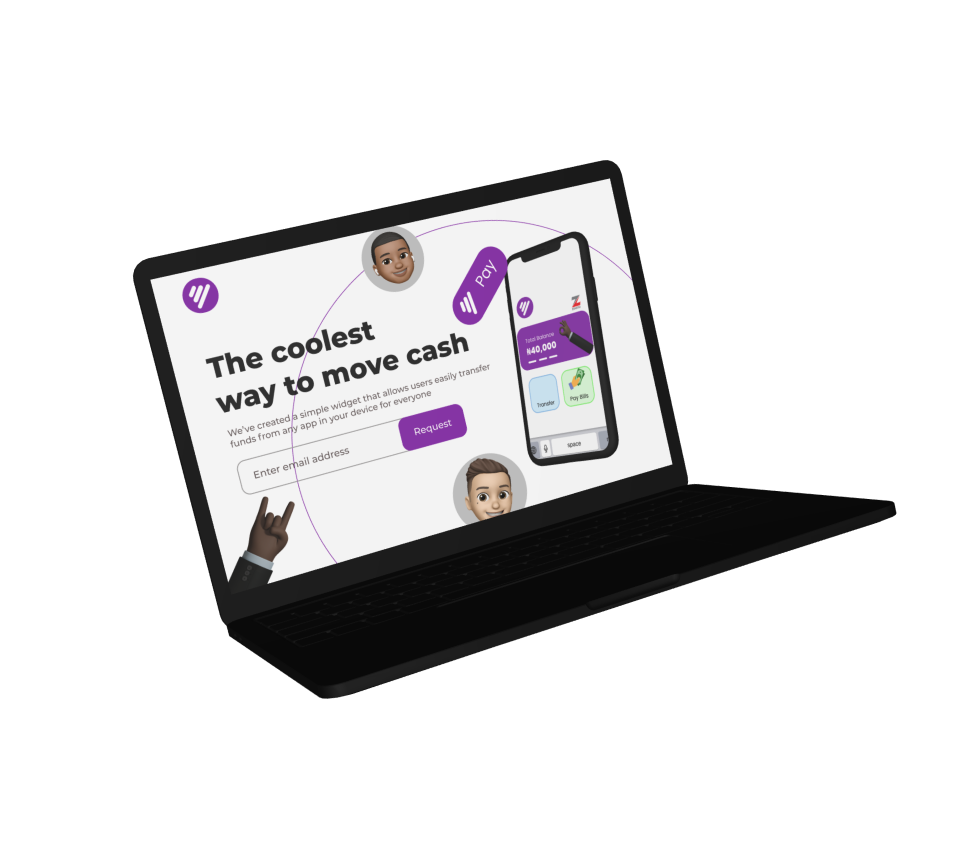 The coolest
way to move cash
We've created a simple widget that allows users easily transfer
funds from any app in your device for everyone
Enter email address
Request
Pay
Z
Total Balance
₦40,000
Transfer
Pay Bills
space